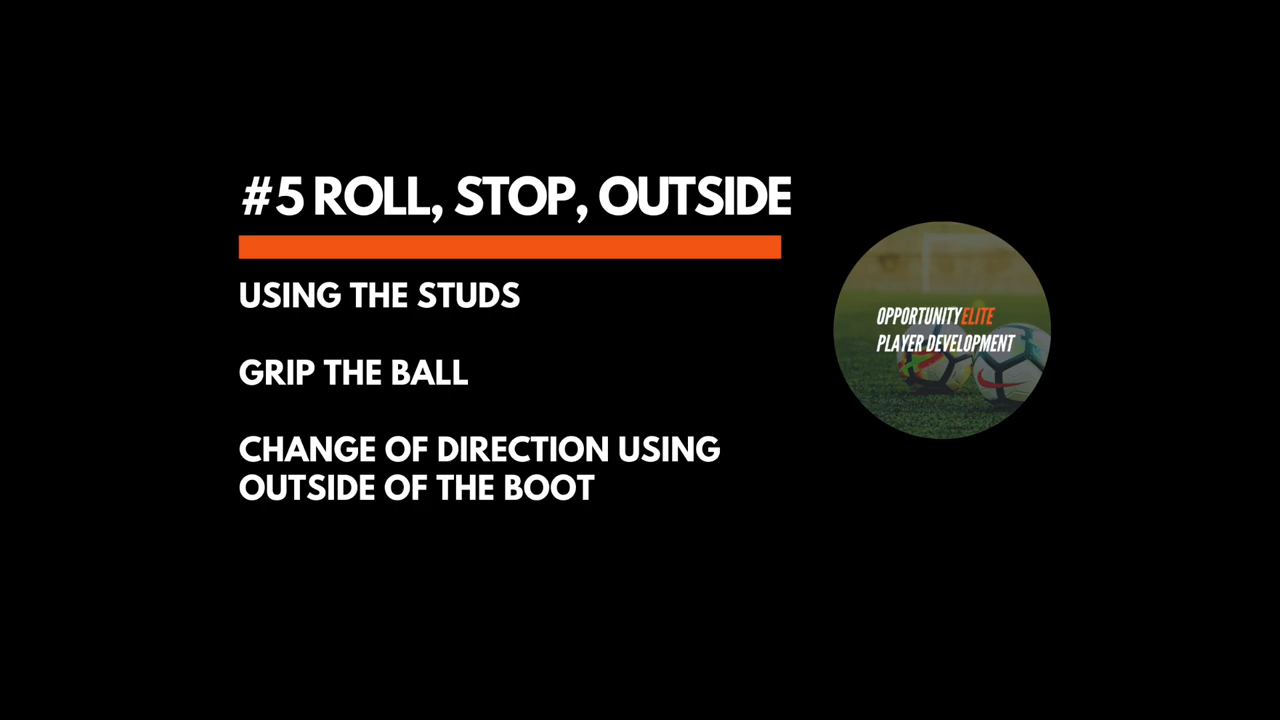 #5 ROLL, STOP, OUTSIDE
USING THE STUDS
GRIP THE BALL
CHANGE OF DIRECTION USING
OUTSIDE OF THE BOOT
OPPORTUNITY ELITE
PLAYER DEVELOPMENT